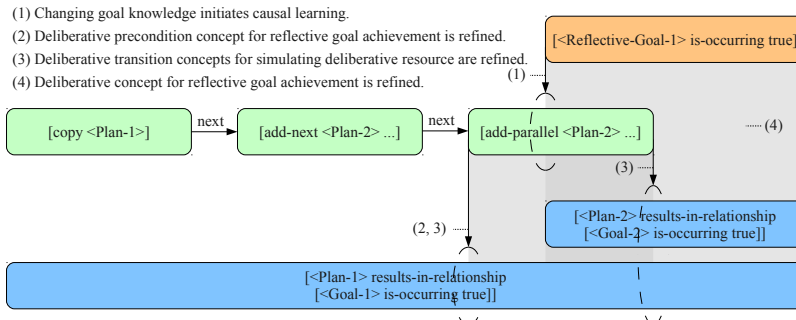 (1) Changing goal knowledge initiates causal learning.
(2) Deliberative precondition concept for reflective goal achievement is refined.
(3) Deliberative transition concepts for simulating deliberative resource are refined.
(4) Deliberative concept for reflective goal achievement is refined.
[<Reflective-Goal-1> is-occurring true]
(1)
[copy <Plan-1>]
next
[add-next <Plan-2> ...]
next
[add-parallel <Plan-2> ...]
(4)
(3)
[<Plan-2> results-in-relationship
[<Goal-2> is-occurring true]]
(2, 3)
[<Plan-1> results-in-relationship
[<Goal-1> is-occurring true]]